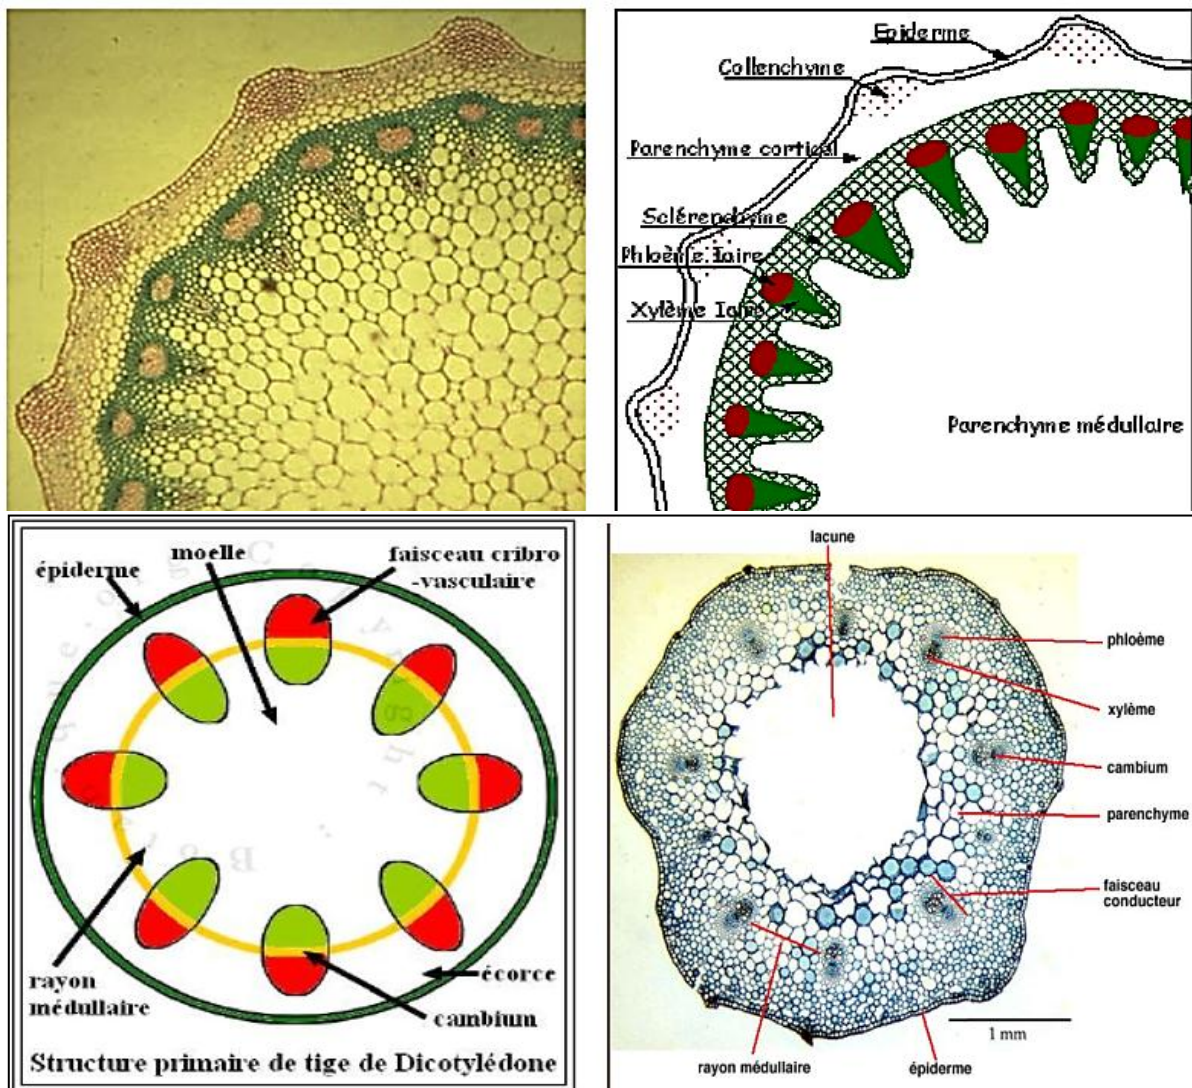 Epiderme
Collenchyme
Parenchyme cortical
Sclérenchyme
Phloème Iaire
Xylème Iaire
Parenchyme médullaire
moelle
faisceau cribro
-vasculaire
épiderme
rayon
médullaire
écorce
cambium
Structure primaire de tige de Dicotylédone
lacune
phloème
xylème
cambium
parenchyme
faisceau
conducteur
1 mm
rayon médullaire
épiderme